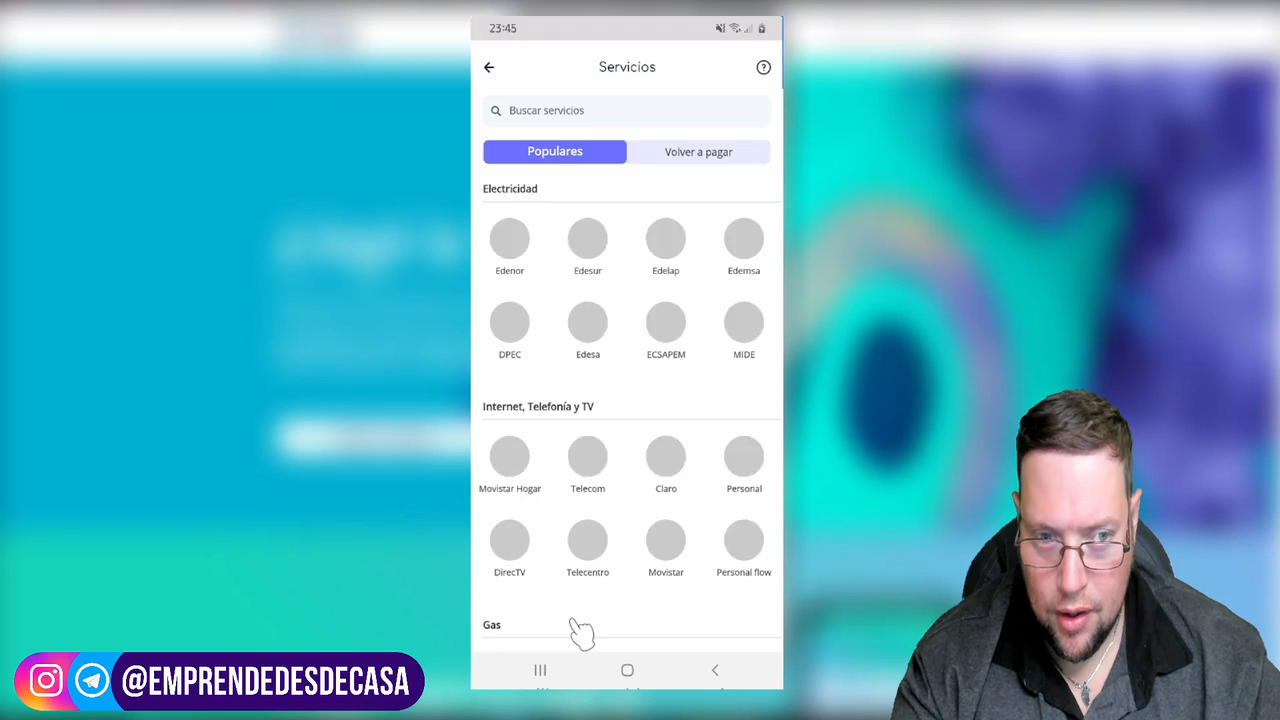 23:45
Servicios
Buscar servicios
Populares
Volver a pagar
Electricidad
Edenor Edesur Edelap Edemsa
DPEC Edesa ECSAPEM MIDE
Internet, Telefonía y TV
Movistar Hogar Telecom Claro Personal
DirecTV Telecentro Movistar Personal flow
Gas
@EMPRENDEDESDECASA